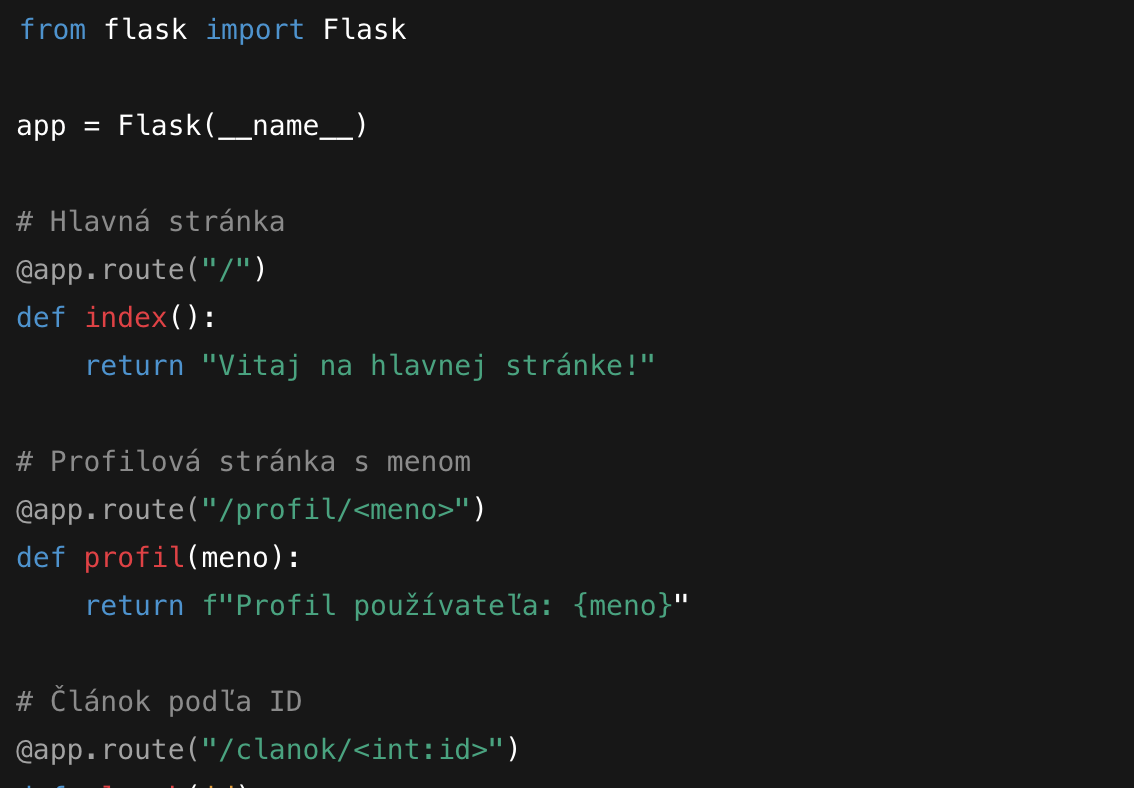 from flask import Flask
app = Flask(__name__)
# Hlavná stránka
@app.route("/")
def index():
    return "Vitaj na hlavnej stránke!"
# Profilová stránka s menom
@app.route("/profil/<meno>")
def profil(meno):
    return f"Profil používateľa: {meno}"
# Článok podľa ID
@app.route("/clanok/<int:id>")